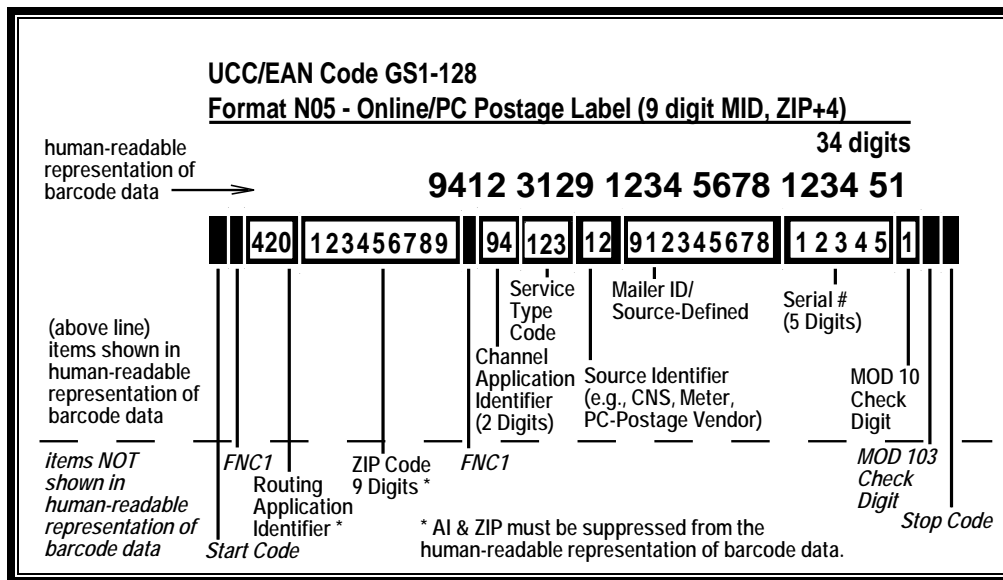 UCC/EAN Code GS1-128
Format N05 - Online/PC Postage Label (9 digit MID, ZIP+4)
34 digits
human-readable
representation of
barcode data
9412 3129 1234 5678 1234 51
420 123456789 94 123 12 912345678 12345 1
Service
Type
Code
Mailer ID/
Source-Defined
Serial #
(5 Digits)
(above line)
items shown in
human-readable
representation of
barcode data
Channel
Application
Identifier
(2 Digits)
Source Identifier
(e.g., CNS, Meter,
PC-Postage Vendor)
MOD 10
Check
Digit
items NOT
shown in
human-readable
representation of
barcode data
FNC1
Routing
Application
Identifier *
Start Code
ZIP Code
9 Digits *
FNC1
MOD 103
Check
Digit
Stop Code
* AI & ZIP must be suppressed from the
human-readable representation of barcode data.